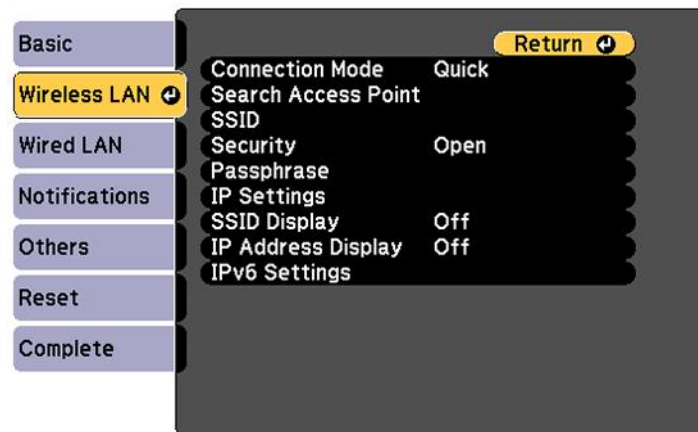 Basic
Wireless LAN
Wired LAN
Notifications
Others
Reset
Complete
Return
Connection Mode Quick
Search Access Point
SSID
Security Open
Passphrase
IP Settings
SSID Display Off
IP Address Display Off
IPv6 Settings